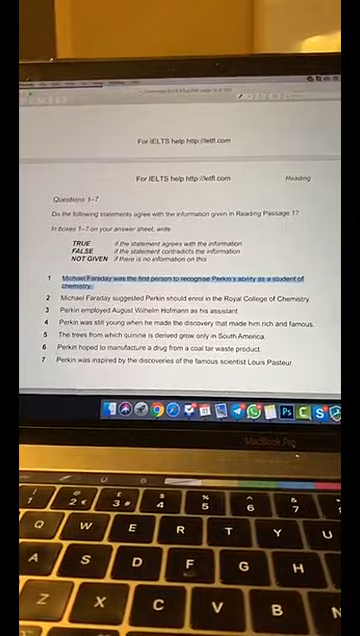 For IELTS help http://letfl.com
For IELTS help http://letfl.com Reading
Questions 1–7
Do the following statements agree with the information given in Reading Passage 1?
In boxes 1–7 on your answer sheet, write
TRUE if the statement agrees with the information
FALSE if the statement contradicts the information
NOT GIVEN if there is no information on this
1 Michael Faraday was the first person to recognise Perkin's ability as a student of
chemistry.
2 Michael Faraday suggested Perkin should enrol in the Royal College of Chemistry.
3 Perkin employed August Wilhelm Hofmann as his assistant.
4 Perkin was still young when he made the discovery that made him rich and famous.
5 The trees from which quinine is derived grow only in South America.
6 Perkin hoped to manufacture a drug from a coal tar waste product.
7 Perkin was inspired by the discoveries of the famous scientist Louis Pasteur.
MacBook Pro
2 3 4 5 6 7
Q W E R T Y U
A S D F G H
Z X C V B N